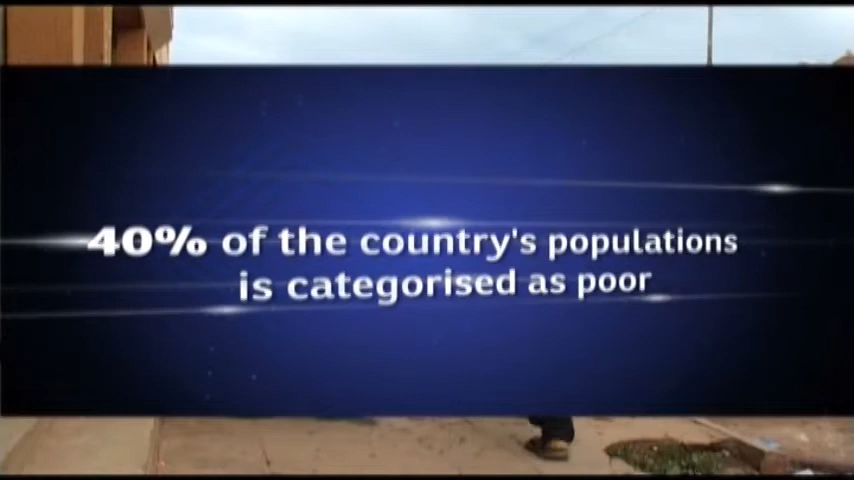 40% of the country's populations
is categorised as poor